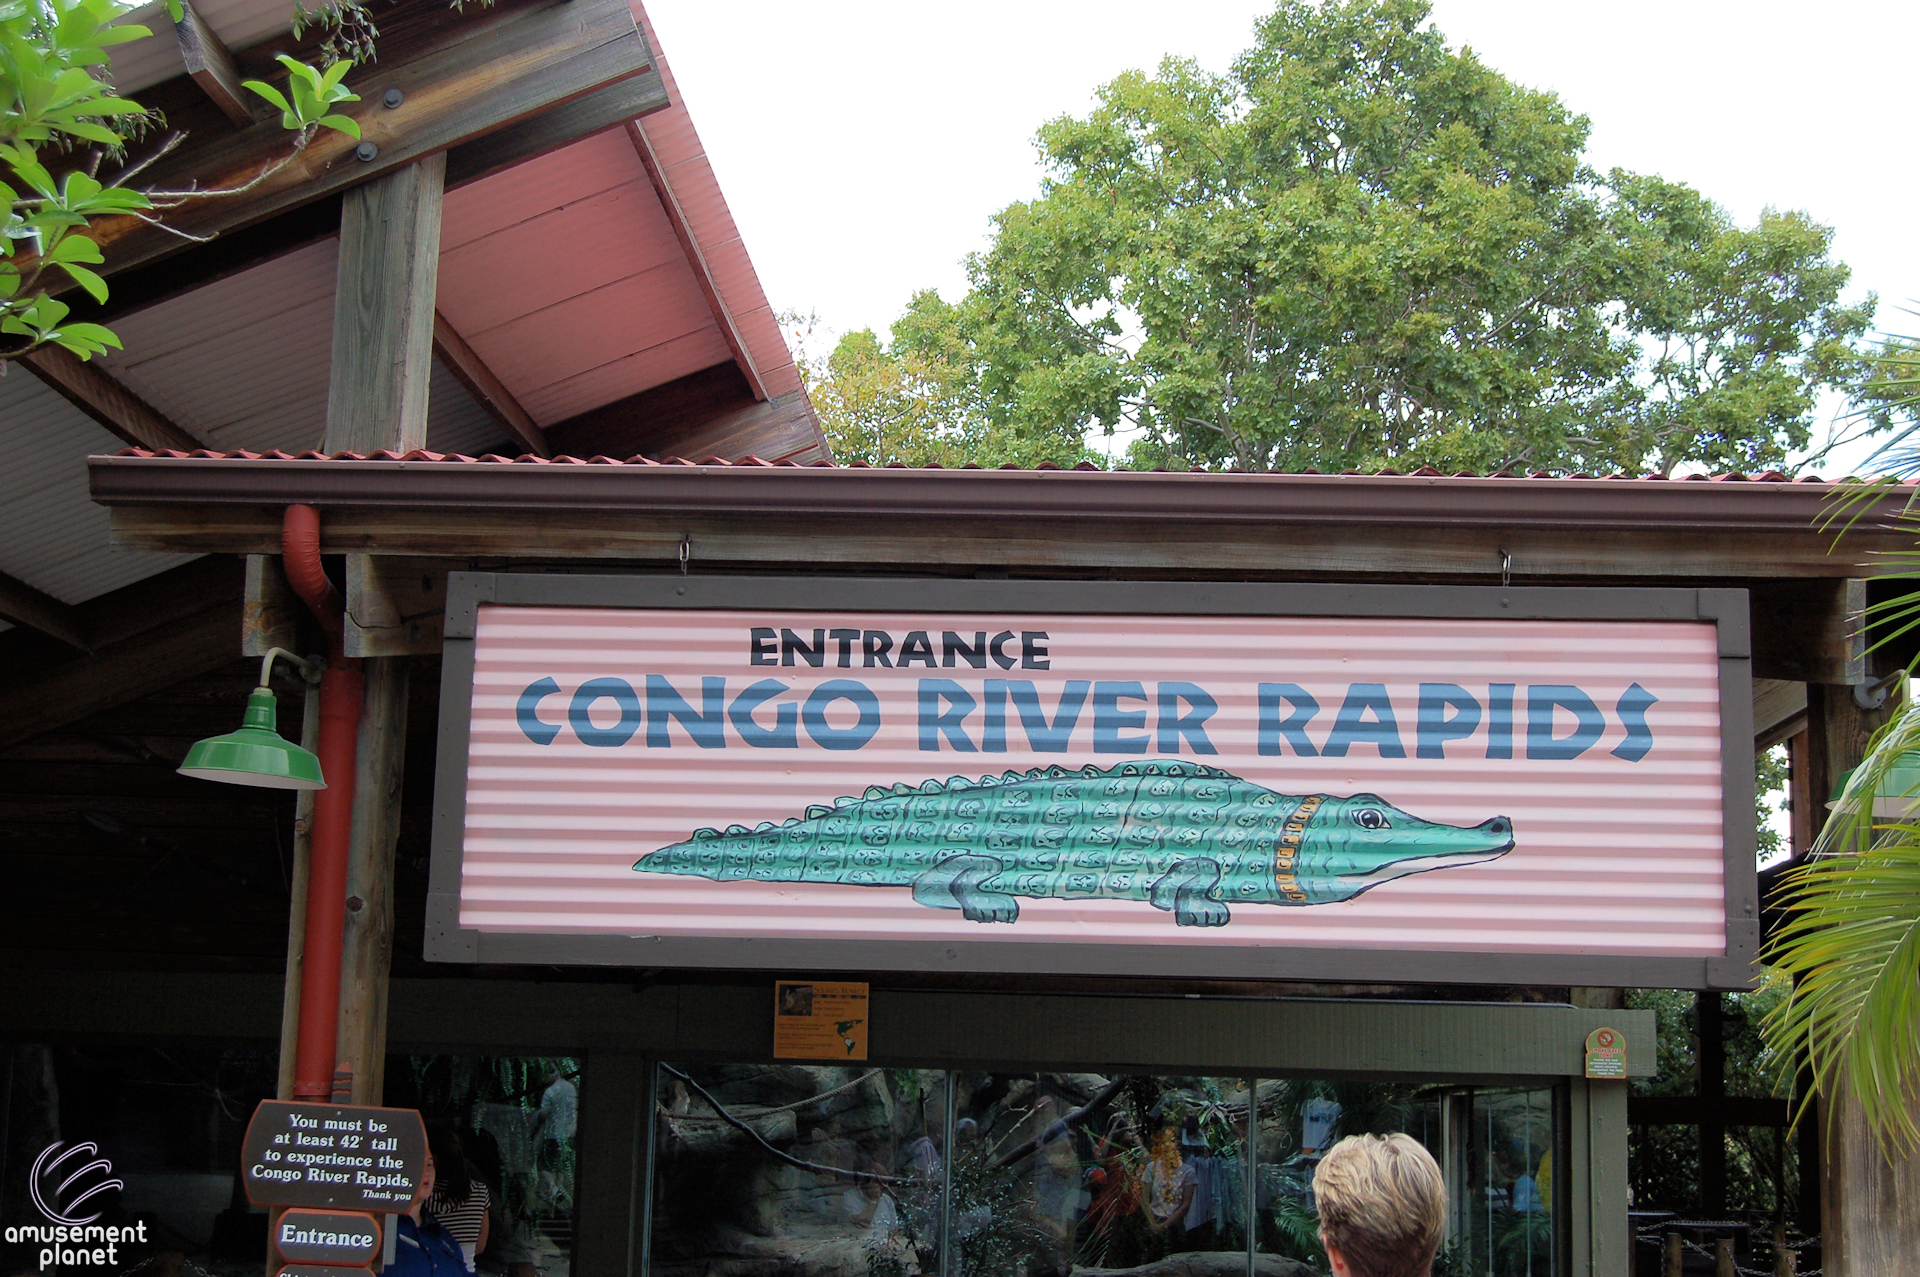 ENTRANCE
CONGO RIVER RAPIDS
You must be
at least 42' tall
to experience the
Congo River Rapids.
Thank you
Entrance
amusement
planet